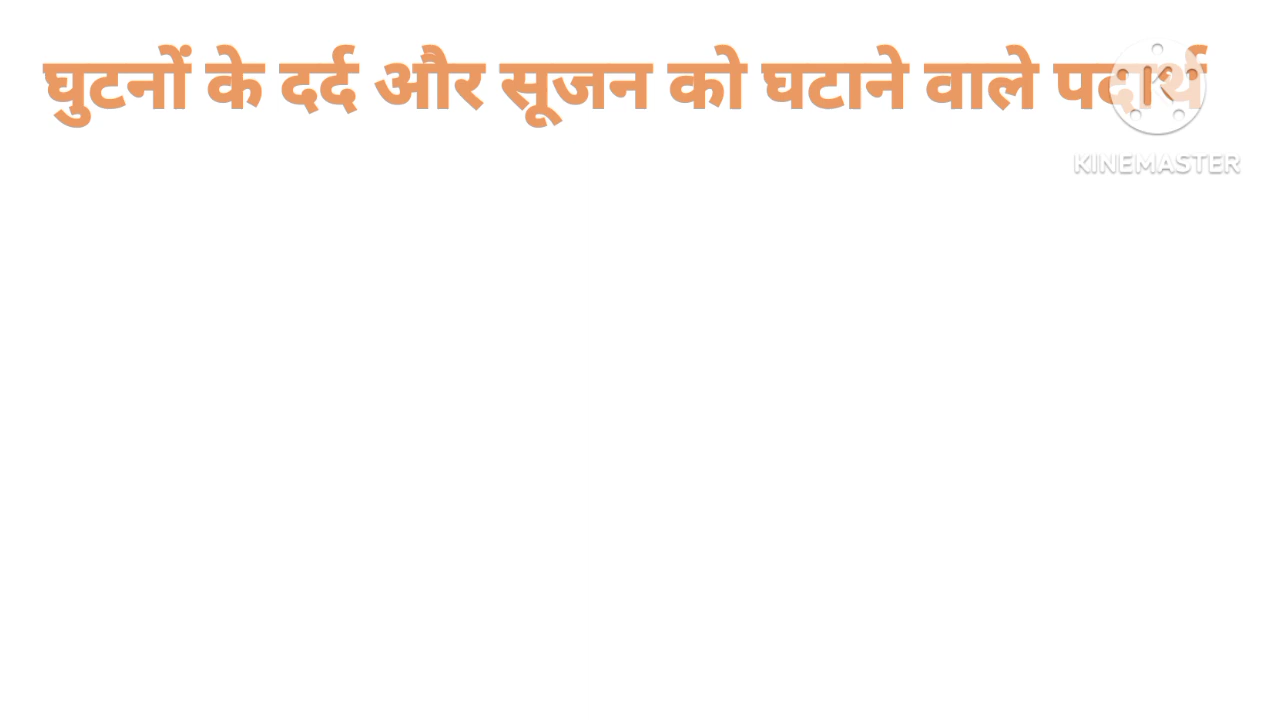 घुटनों के दर्द और सूजन को घटाने वाले पदार्थ
KINEMASTER